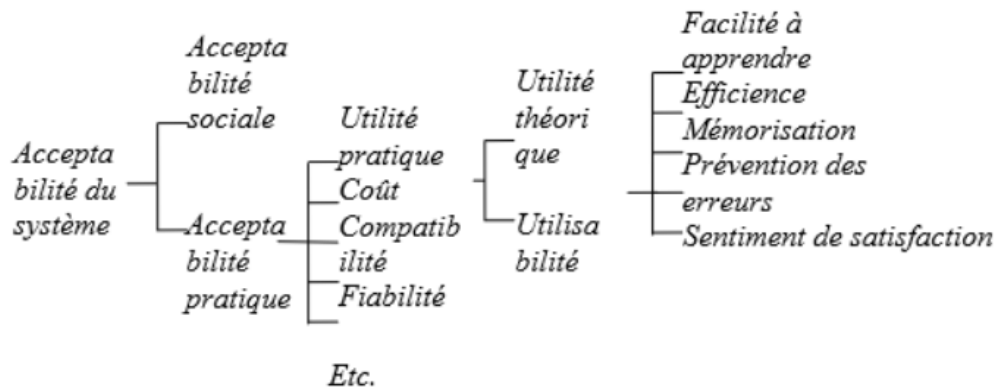 Accepta
bilité du
système
Accepta
bilité
sociale
Accepta
bilité
pratique
Utilité
pratique
Coût
Compatib
ilité
Fiabilité
Etc.
Utilité
théori
que
Utilisa
bilité
Facilité à
apprendre
Efficience
Mémorisation
Prévention des
erreurs
Sentiment de satisfaction